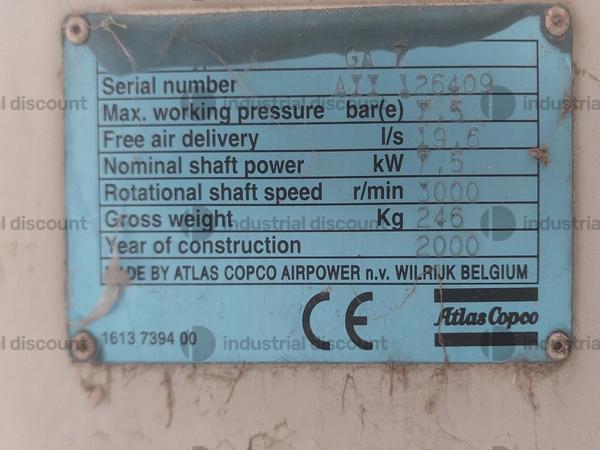 GA 7
Serial number AII 126409
Max. working pressure bar(e) 7.5
Free air delivery l/s 19.6
Nominal shaft power kW 7.5
Rotational shaft speed r/min 3000
Gross weight Kg 246
Year of construction 2000
MADE BY ATLAS COPCO AIRPOWER n.v. WILRIJK BELGIUM
CE
Atlas Copco
1613 7394 00
industrial discount